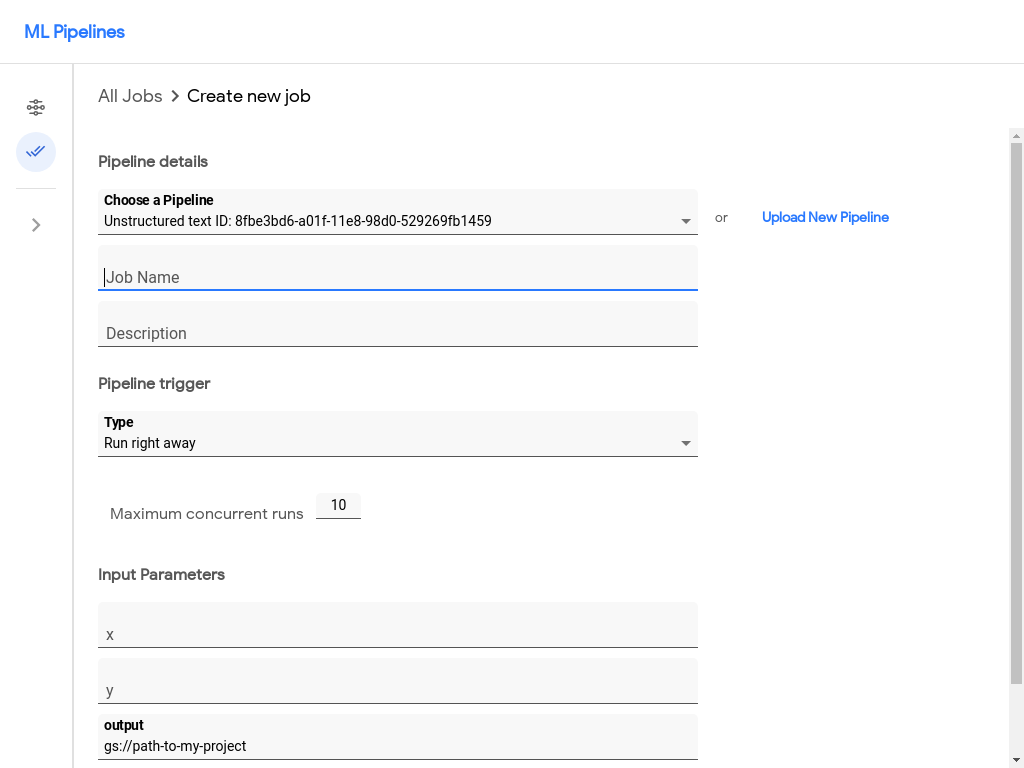 ML Pipelines
All Jobs > Create new job
Pipeline details
Choose a Pipeline
Unstructured text ID: 8fbe3bd6-a01f-11e8-98d0-529269fb1459
or
Upload New Pipeline
Job Name
Description
Pipeline trigger
Type
Run right away
Maximum concurrent runs 10
Input Parameters
x
y
output
gs://path-to-my-project